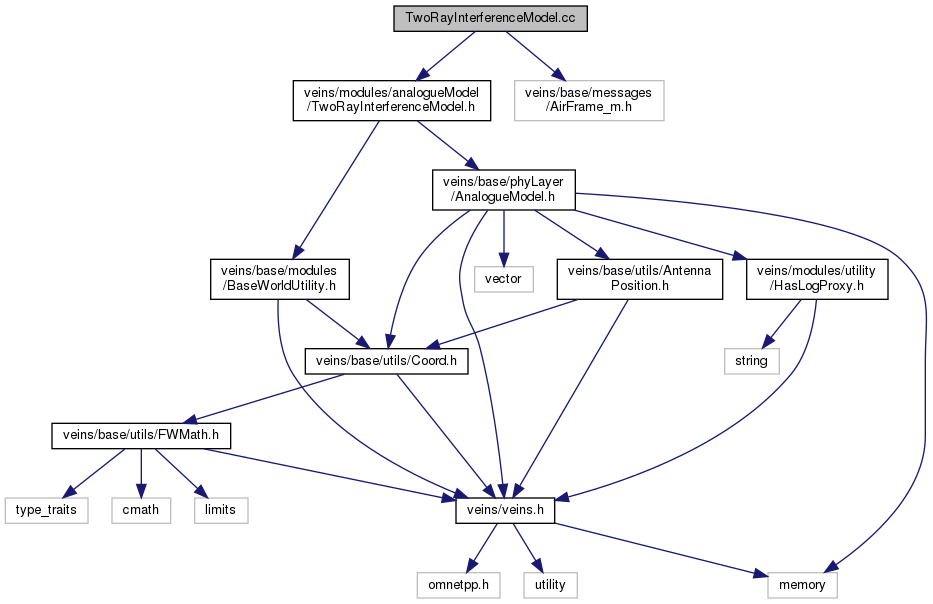 TwoRayInterferenceModel.cc
veins/modules/analogueModel
/TwoRayInterferenceModel.h
veins/base/messages
/AirFrame_m.h
veins/base/phyLayer
/AnalogueModel.h
veins/base/modules
/BaseWorldUtility.h
vector
veins/base/utils/Antenna
Position.h
veins/modules/utility
/HasLogProxy.h
veins/base/utils/Coord.h
string
veins/base/utils/FWMath.h
type_traits
cmath
limits
veins/veins.h
omnetpp.h
utility
memory